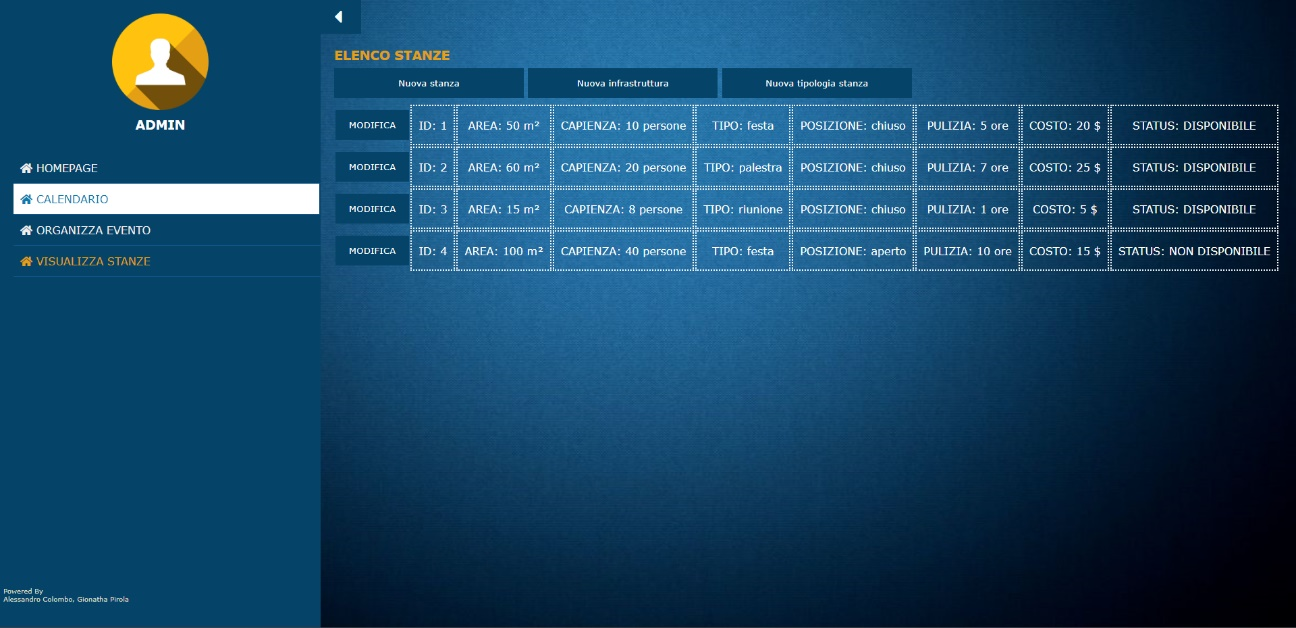 ADMIN
HOMEPAGE
CALENDARIO
ORGANIZZA EVENTO
VISUALIZZA STANZE
Powered By
Alessandro Colombo, Gionatha Pirola
ELENCO STANZE
Nuova stanza Nuova infrastruttura Nuova tipologia stanza
MODIFICA ID: 1 AREA: 50 m² CAPIENZA: 10 persone TIPO: festa POSIZIONE: chiuso PULIZIA: 5 ore COSTO: 20 $ STATUS: DISPONIBILE
MODIFICA ID: 2 AREA: 60 m² CAPIENZA: 20 persone TIPO: palestra POSIZIONE: chiuso PULIZIA: 7 ore COSTO: 25 $ STATUS: DISPONIBILE
MODIFICA ID: 3 AREA: 15 m² CAPIENZA: 8 persone TIPO: riunione POSIZIONE: chiuso PULIZIA: 1 ore COSTO: 5 $ STATUS: DISPONIBILE
MODIFICA ID: 4 AREA: 100 m² CAPIENZA: 40 persone TIPO: festa POSIZIONE: aperto PULIZIA: 10 ore COSTO: 15 $ STATUS: NON DISPONIBILE